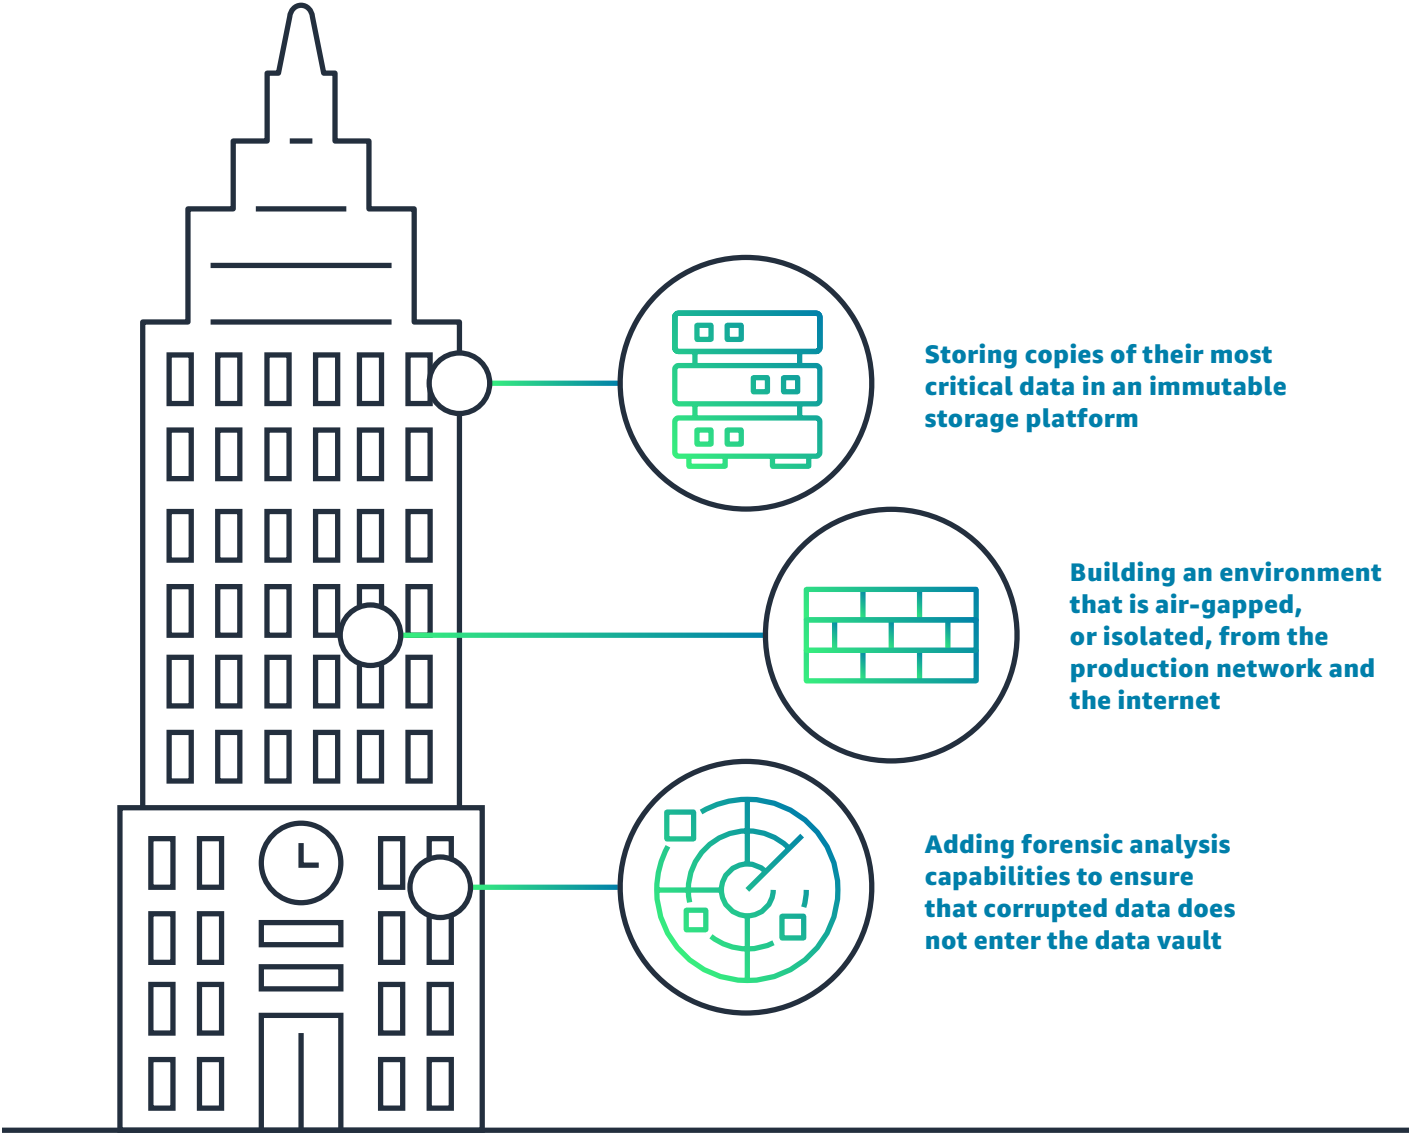 Storing copies of their most
critical data in an immutable
storage platform
Building an environment
that is air-gapped,
or isolated, from the
production network and
the internet
Adding forensic analysis
capabilities to ensure
that corrupted data does
not enter the data vault